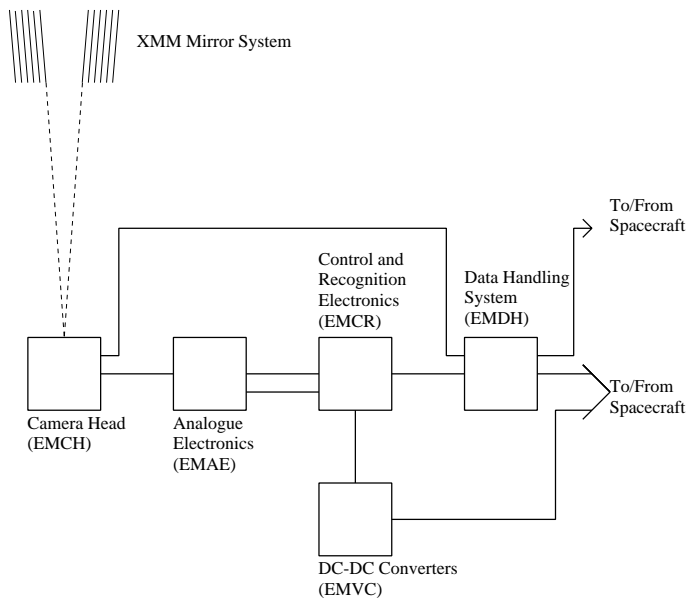 XMM Mirror System
To/From
Spacecraft
Control and
Recognition
Electronics
(EMCR)
Data Handling
System
(EMDH)
To/From
Spacecraft
Camera Head
(EMCH)
Analogue
Electronics
(EMAE)
DC-DC Converters
(EMVC)